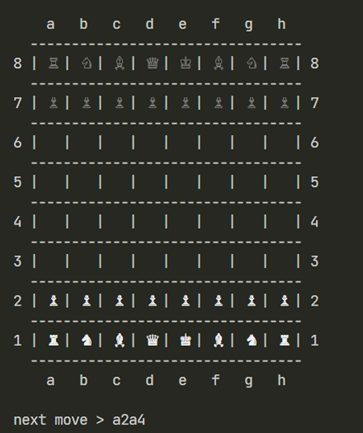 a b c d e f g h
---------------------------------
8 | ♖ | ♘ | ♗ | ♕ | ♔ | ♗ | ♘ | ♖ | 8
---------------------------------
7 | ♙ | ♙ | ♙ | ♙ | ♙ | ♙ | ♙ | ♙ | 7
---------------------------------
6 |   |   |   |   |   |   |   |   | 6
---------------------------------
5 |   |   |   |   |   |   |   |   | 5
---------------------------------
4 |   |   |   |   |   |   |   |   | 4
---------------------------------
3 |   |   |   |   |   |   |   |   | 3
---------------------------------
2 | ♟ | ♟ | ♟ | ♟ | ♟ | ♟ | ♟ | ♟ | 2
---------------------------------
1 | ♜ | ♞ | ♝ | ♛ | ♚ | ♝ | ♞ | ♜ | 1
---------------------------------
a b c d e f g h
next move > a2a4